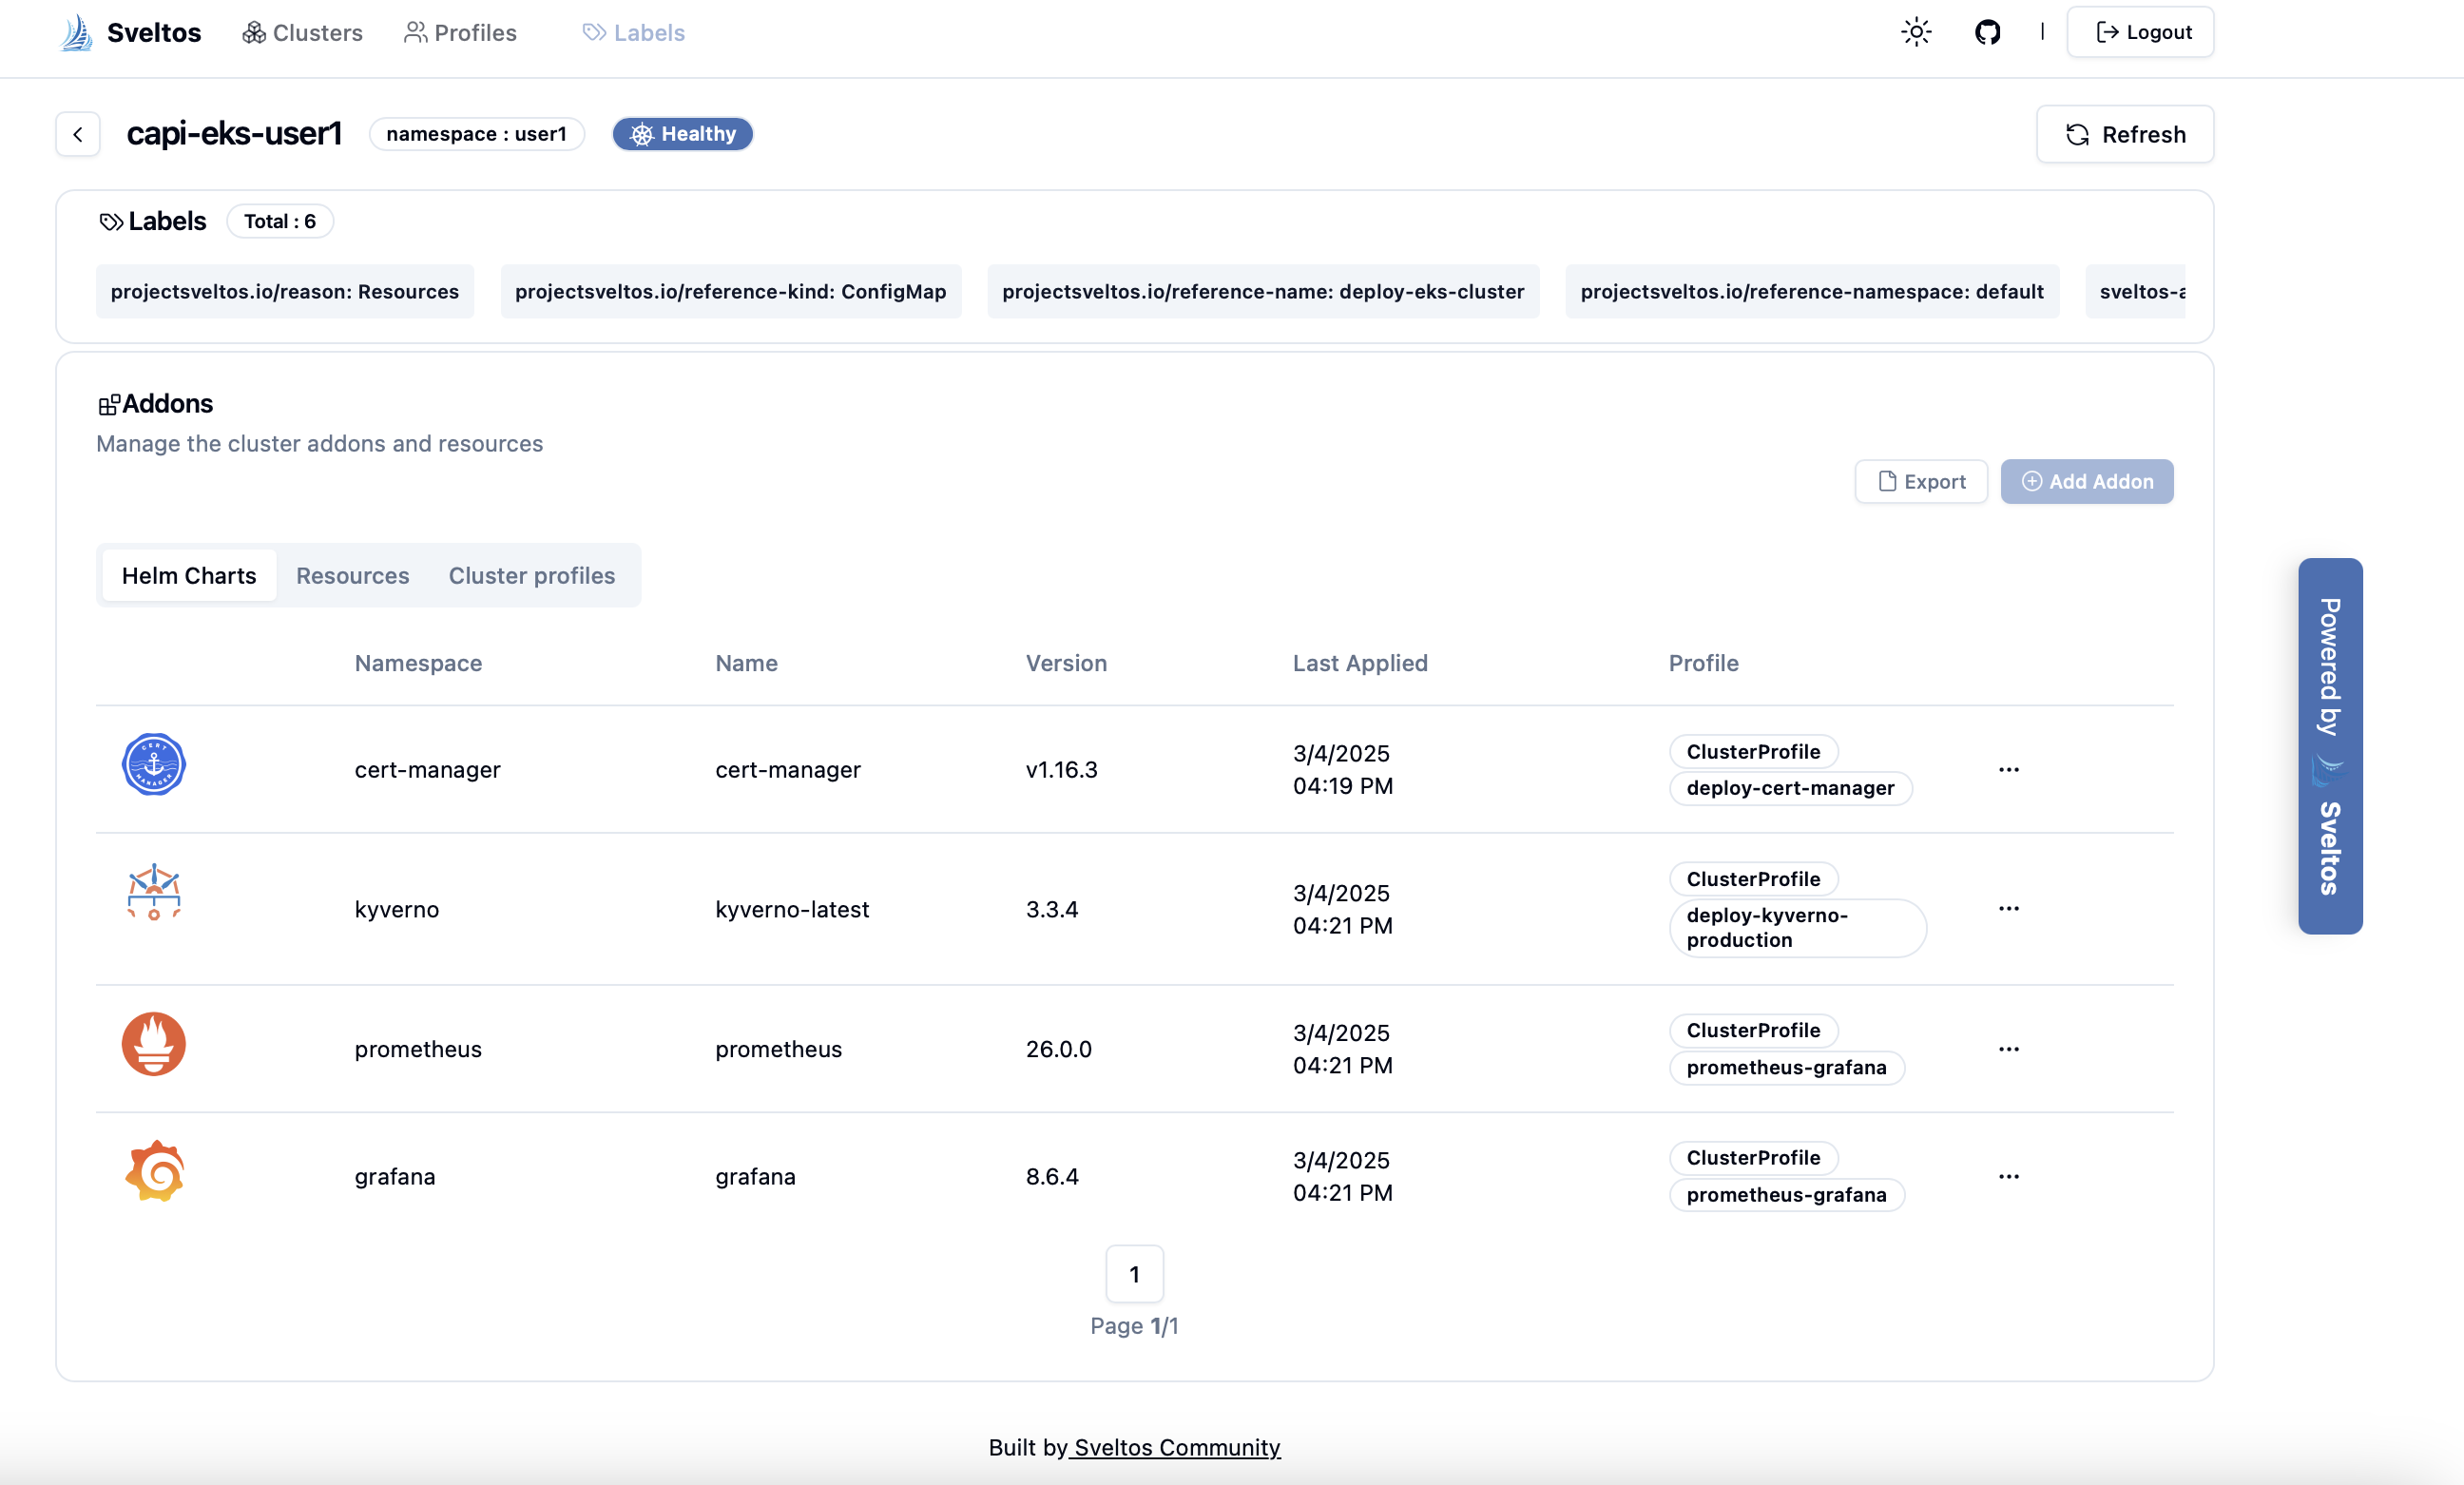 Sveltos Clusters Profiles Labels Logout
capi-eks-user1 namespace : user1 Healthy Refresh
Labels Total : 6
projectsveltos.io/reason: Resources projectsveltos.io/reference-kind: ConfigMap projectsveltos.io/reference-name: deploy-eks-cluster projectsveltos.io/reference-namespace: default sveltos-a
Addons
Manage the cluster addons and resources
Export Add Addon
Helm Charts Resources Cluster profiles
Namespace Name Version Last Applied Profile
CERT MANAGER
cert-manager cert-manager v1.16.3 3/4/2025 04:19 PM ClusterProfile deploy-cert-manager ...
kyverno kyverno-latest 3.3.4 3/4/2025 04:21 PM ClusterProfile deploy-kyverno-production ...
prometheus prometheus 26.0.0 3/4/2025 04:21 PM ClusterProfile prometheus-grafana ...
grafana grafana 8.6.4 3/4/2025 04:21 PM ClusterProfile prometheus-grafana ...
1
Page 1/1
Powered by Sveltos
Built by Sveltos Community